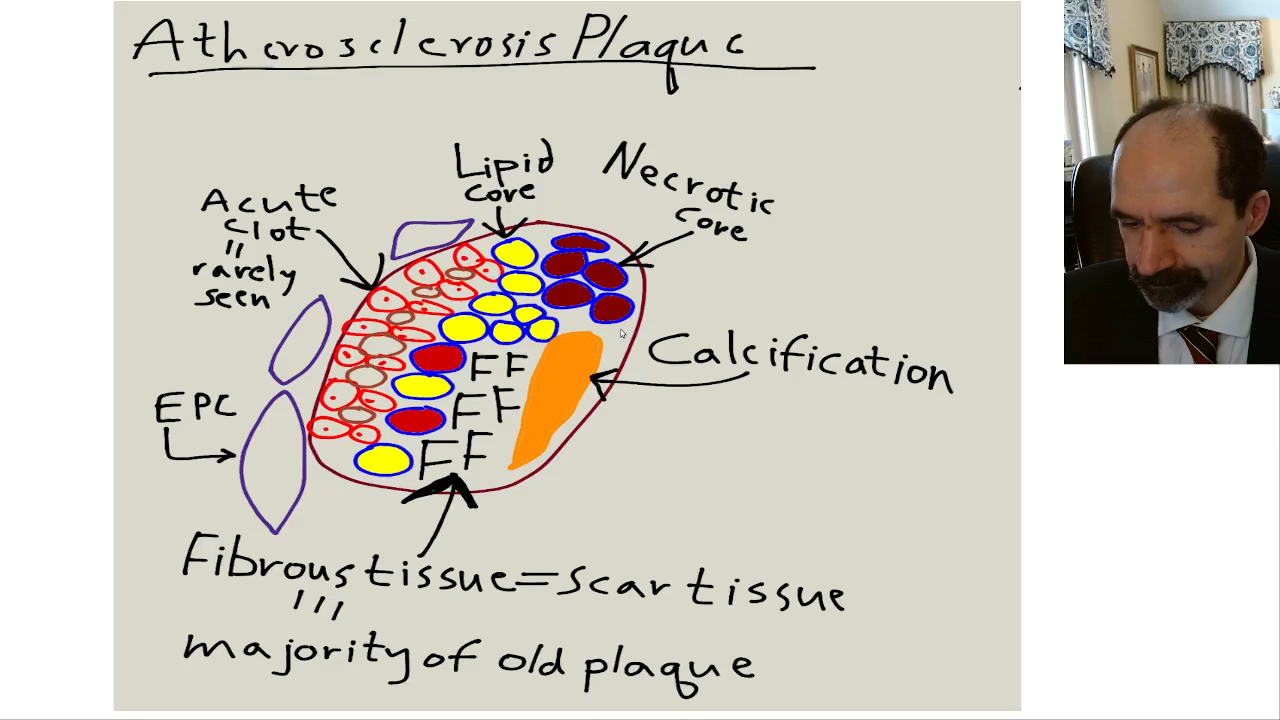 Atherosclerosis Plaque
Lipid
core
Necrotic
core
Acute
clot
"
rarely
seen
FF
FF
FF
Calcification
EPC
Fibrous tissue = scar tissue
majority of old plaque